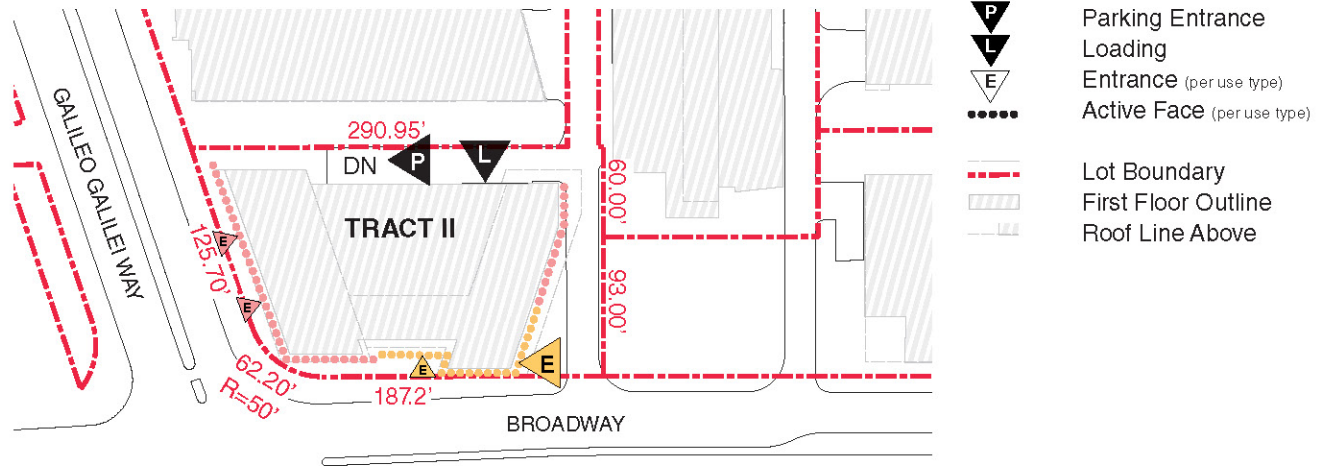 P
Parking Entrance
L
Loading
E
Entrance (per use type)
Active Face (per use type)
Lot Boundary
First Floor Outline
Roof Line Above
GALILEO GALILEI WAY
290.95'
DN
P
L
TRACT II
60.00'
93.00'
E
125.70'
E
62.20'
R=50'
E
187.2'
E
BROADWAY